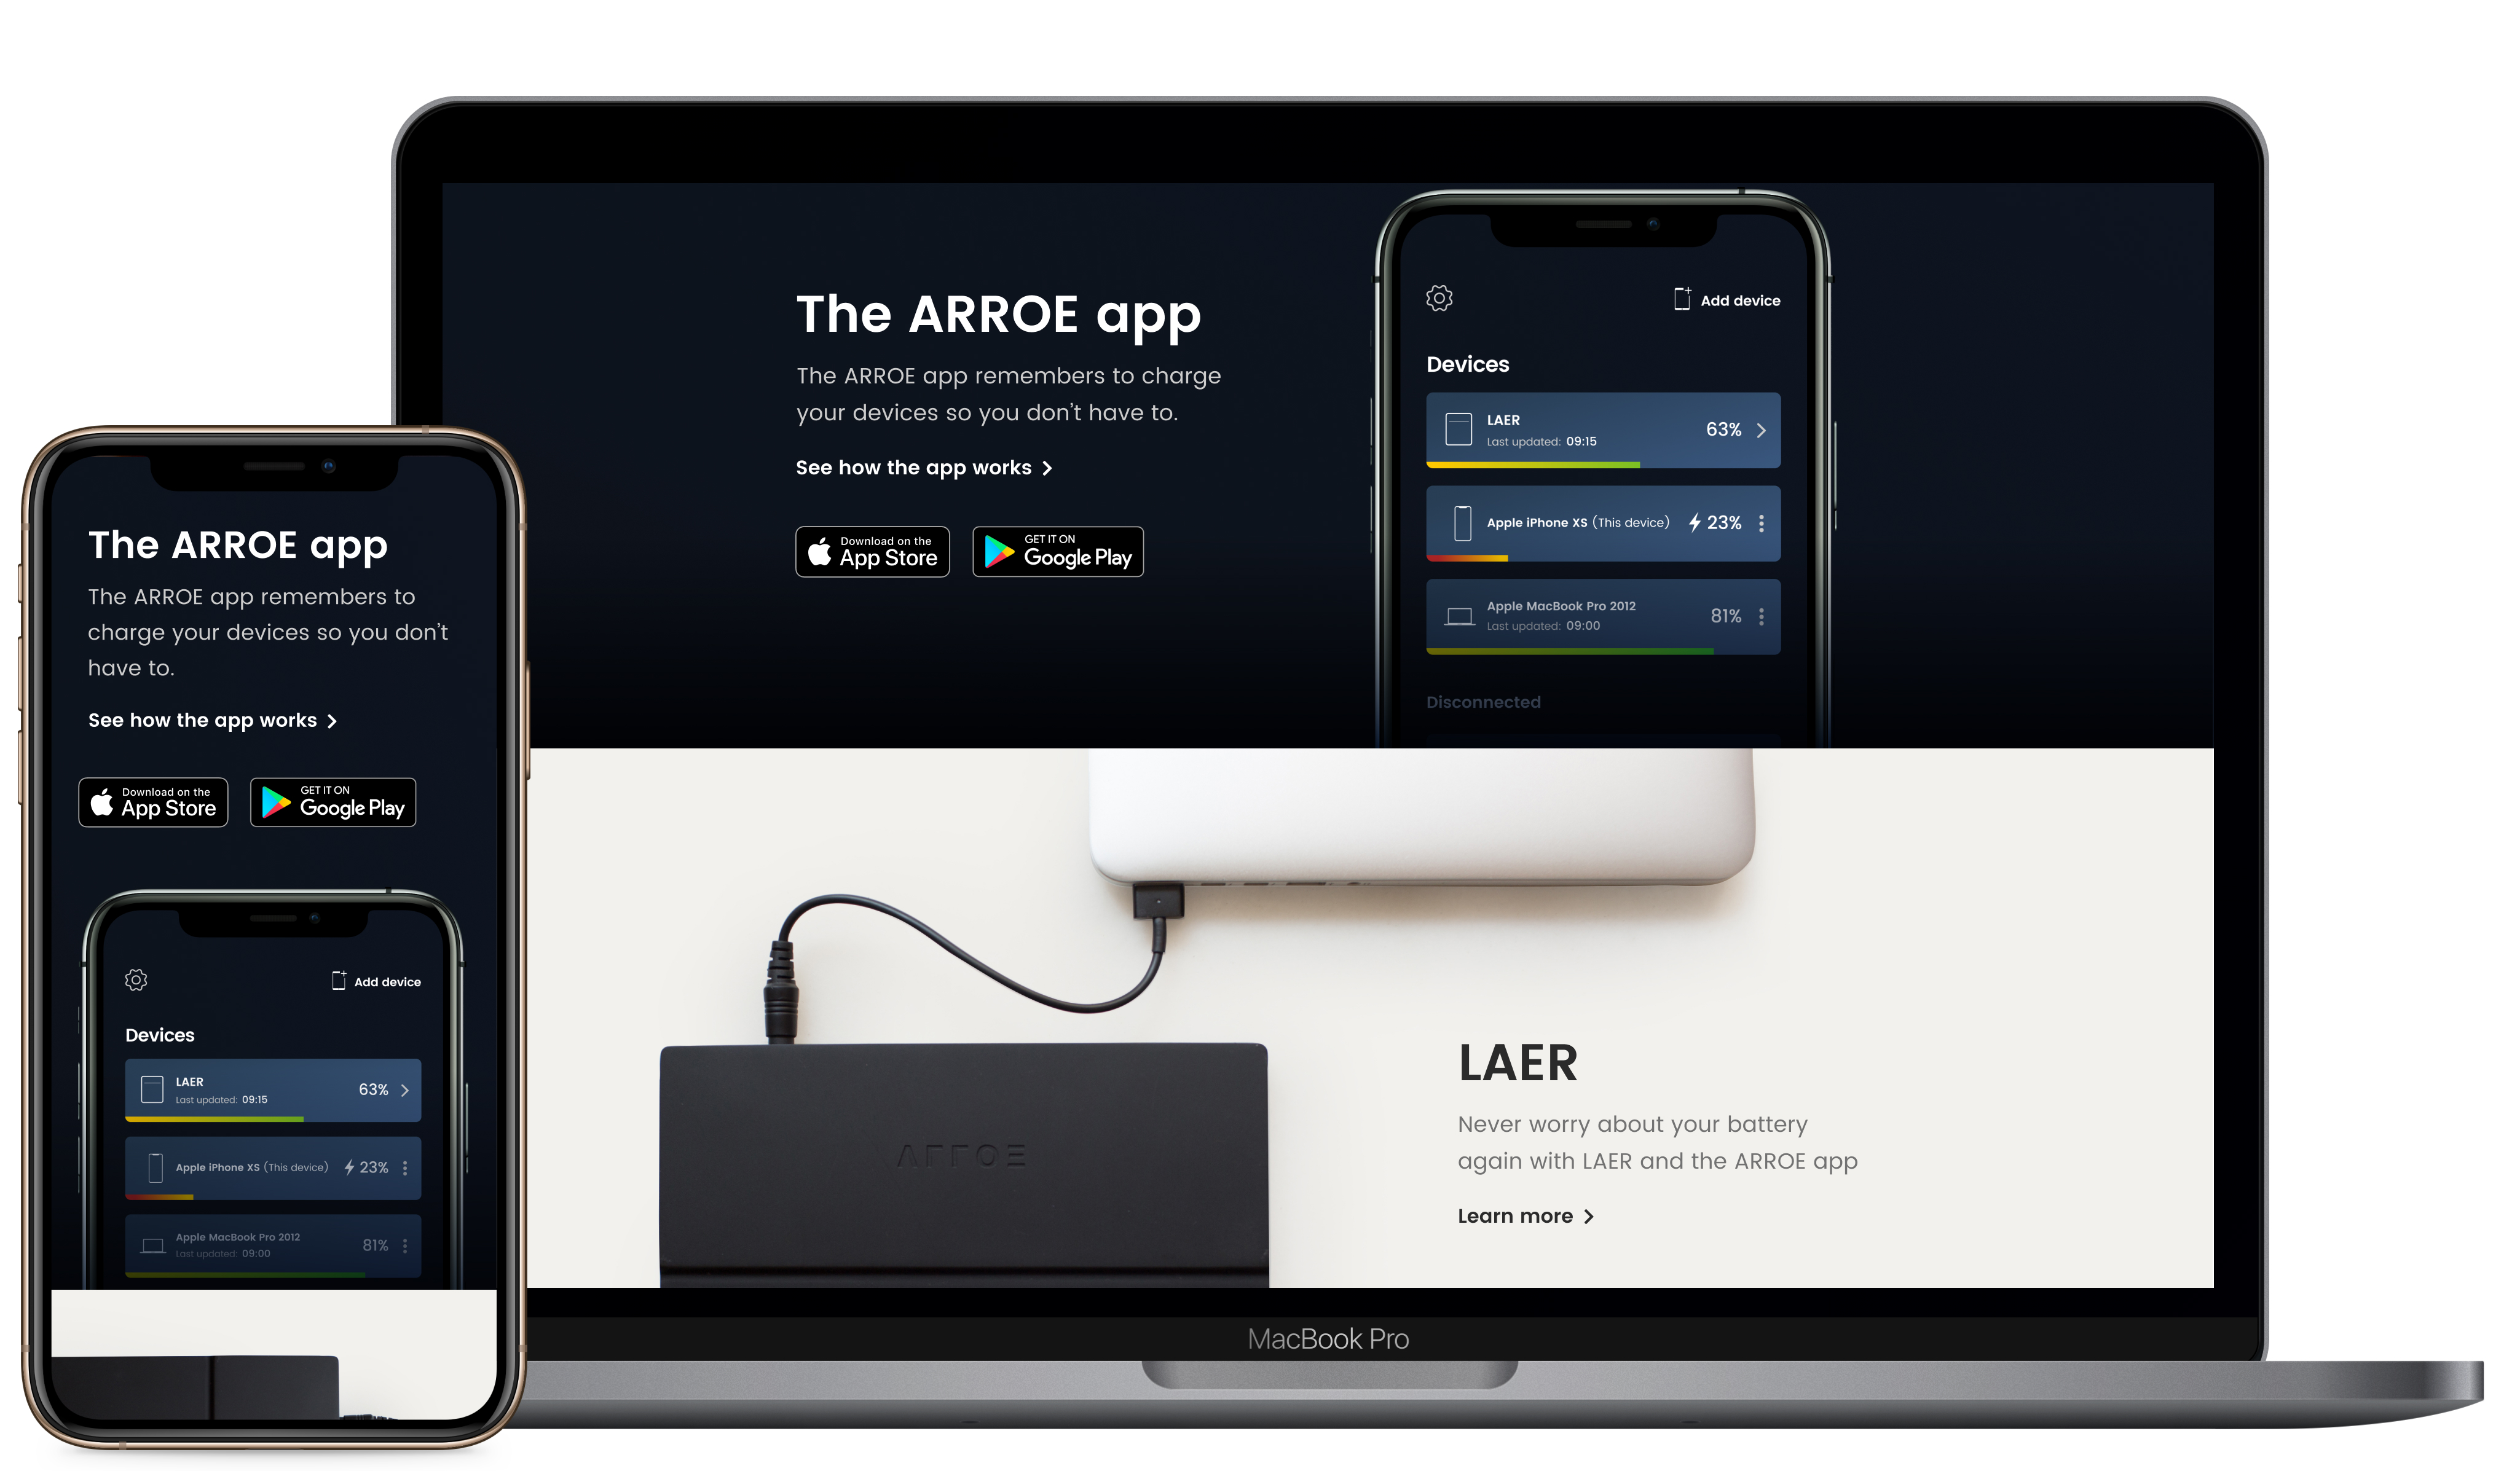 The ARROE app
The ARROE app remembers to charge
your devices so you don't have to.
See how the app works
Download on the
App Store
GET IT ON
Google Play
Add device
Devices
LAER
Last updated: 09:15
63%
Apple iPhone XS (This device)
23%
Apple MacBook Pro 2012
Last updated: 09:00
81%
Disconnected
ARROE
LAER
Never worry about your battery
again with LAER and the ARROE app
Learn more
MacBook Pro
The ARROE app
The ARROE app remembers to
charge your devices so you don't
have to.
See how the app works
Download on the
App Store
GET IT ON
Google Play
Add device
Devices
LAER
Last updated: 09:15
63%
Apple iPhone XS (This device)
23%
Apple MacBook Pro 2012
Last updated: 09:00
81%